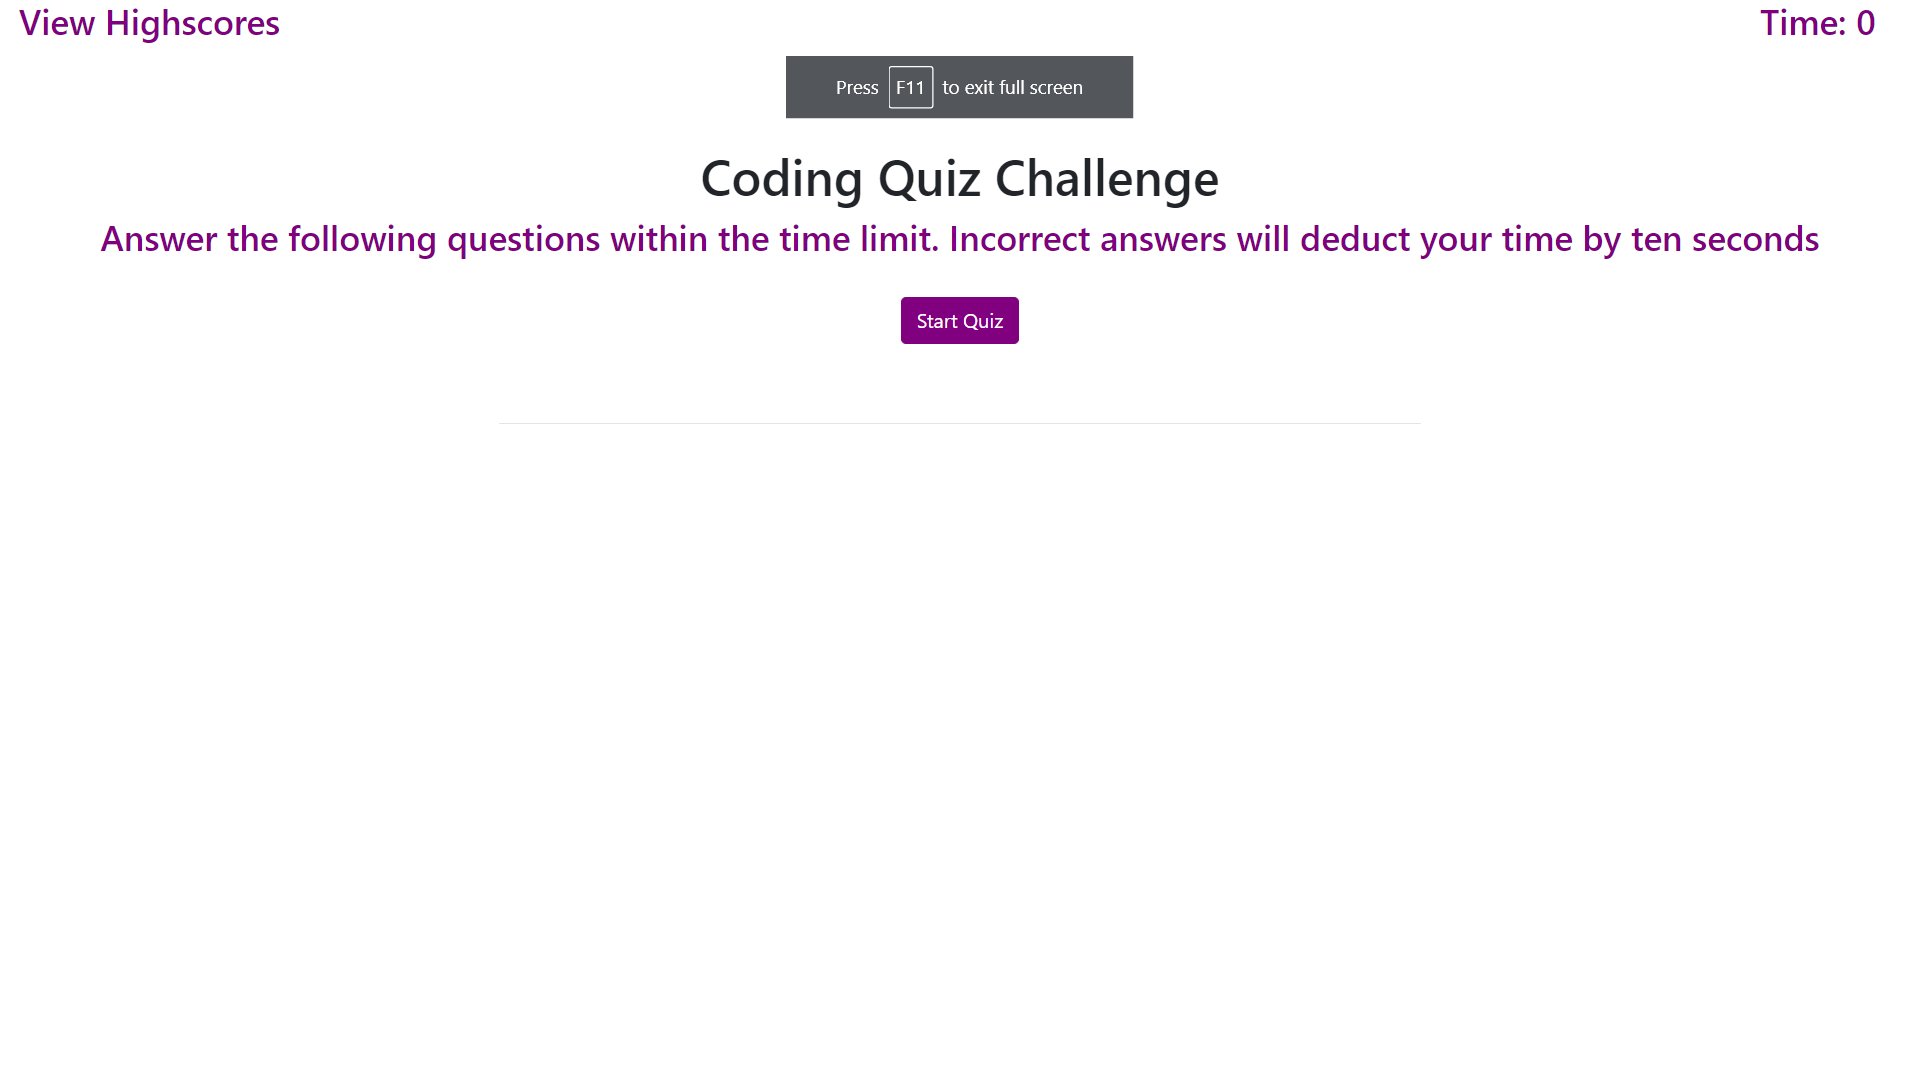 View Highscores
Time: 0
Press F11 to exit full screen
Coding Quiz Challenge
Answer the following questions within the time limit. Incorrect answers will deduct your time by ten seconds
Start Quiz